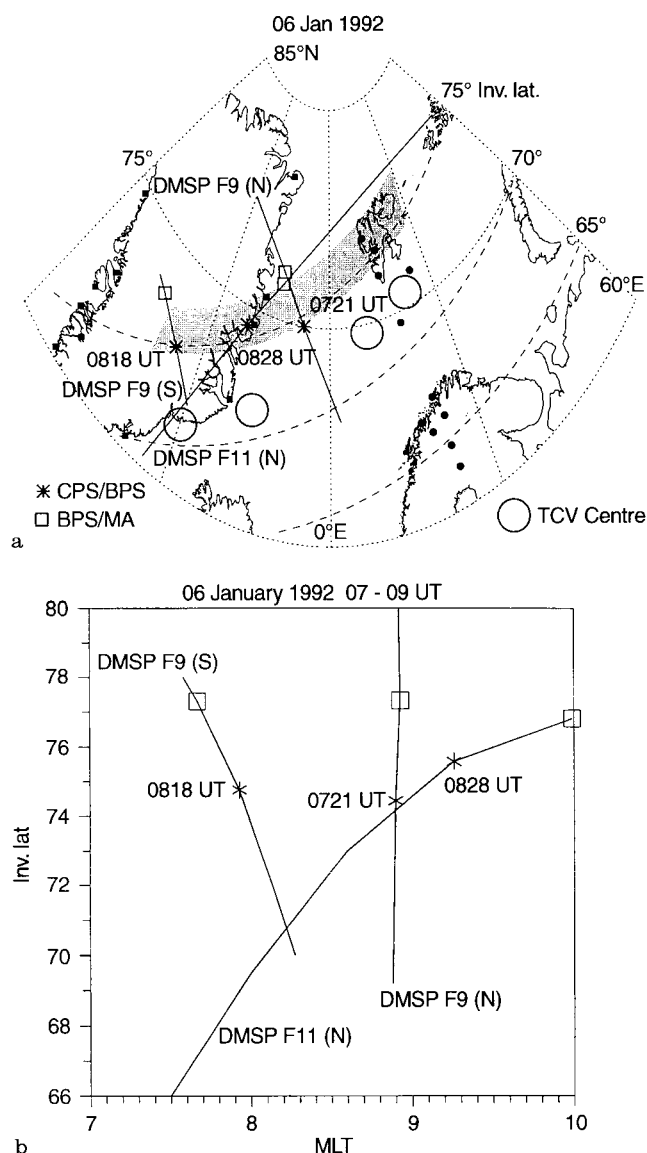 06 Jan 1992
85°N
75° Inv. lat.
75°
70°
DMSP F9 (N)
65°
60°E
0721 UT
0818 UT
0828 UT
DMSP F9 (S)
DMSP F11 (N)
CPS/BPS
BPS/MA
0°E
TCV Centre
a
06 January 1992 07 - 09 UT
80
DMSP F9 (S)
78
76
0818 UT
0721 UT
0828 UT
74
Inv. lat
72
70
DMSP F9 (N)
68
DMSP F11 (N)
66
7 8 9 10
b
MLT